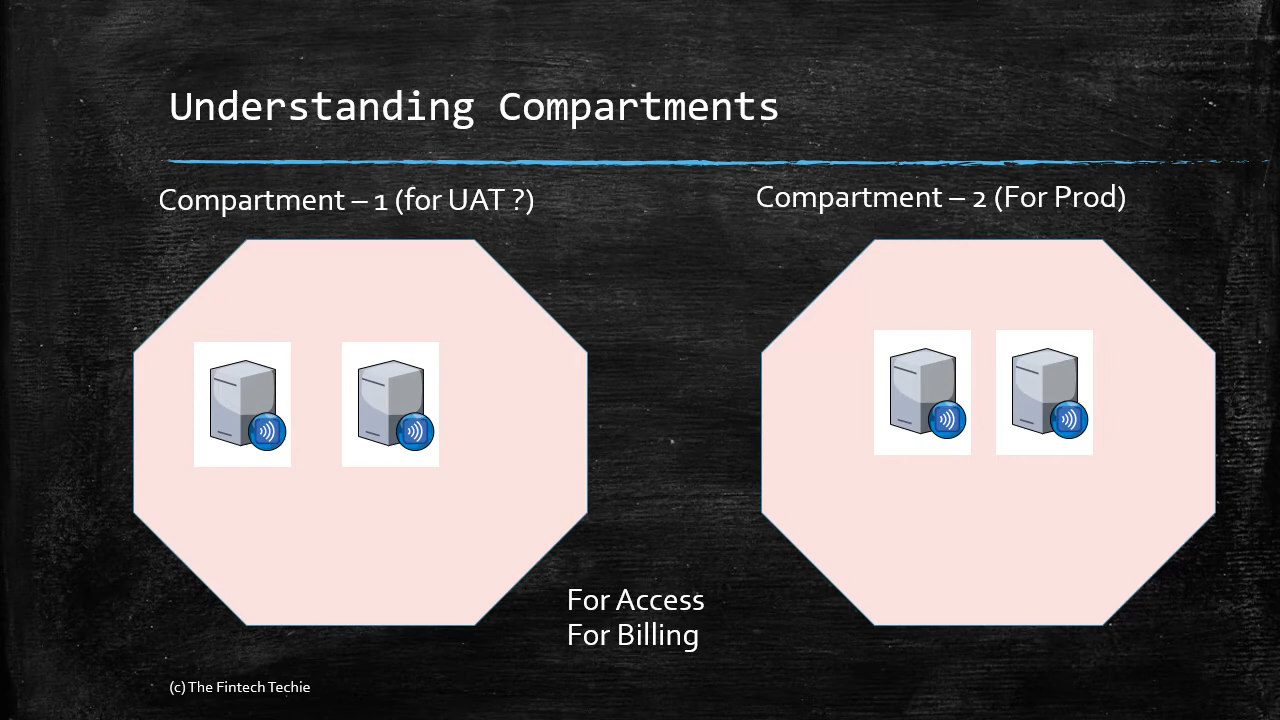 Understanding Compartments
Compartment – 1 (for UAT ?)
Compartment – 2 (For Prod)
For Access
For Billing
(c) The Fintech Techie